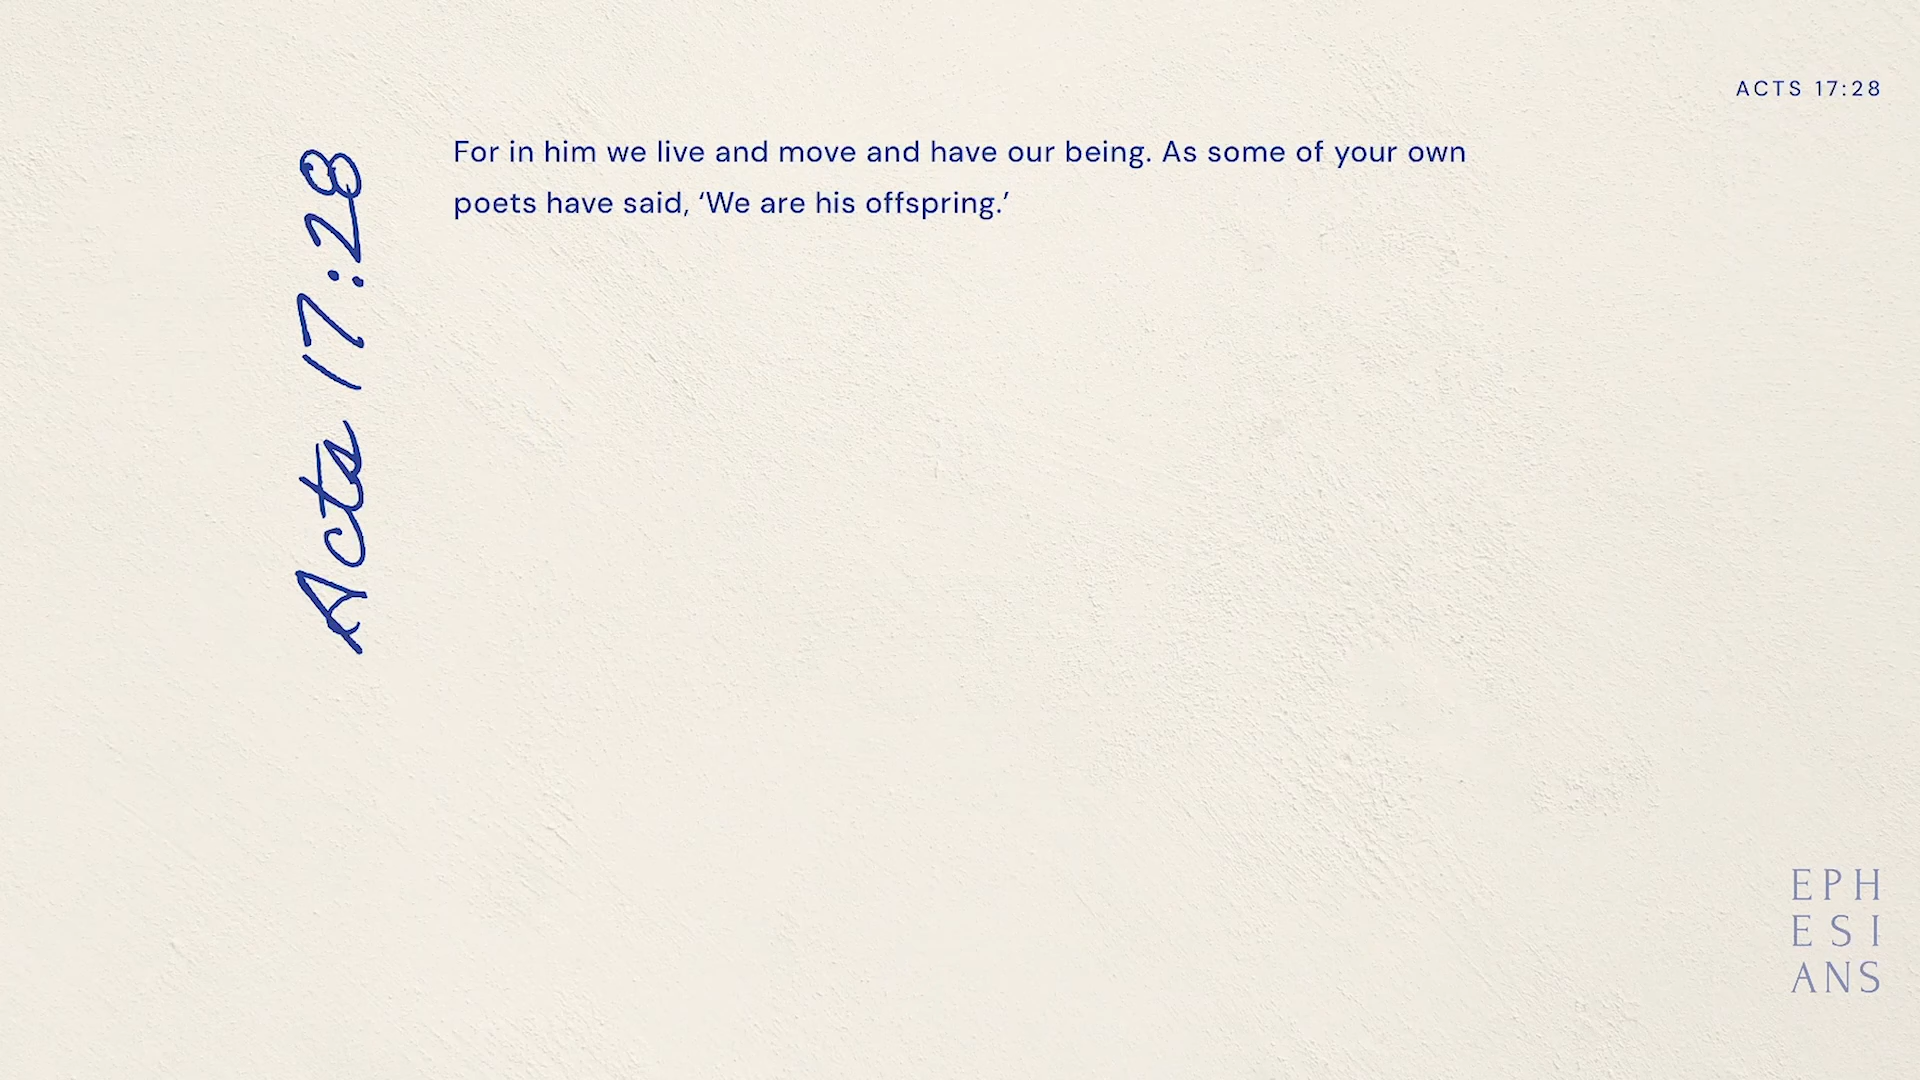 ACTS 17:28
Acts 17:28
For in him we live and move and have our being. As some of your own
poets have said, ‘We are his offspring.’
EPH
ESI
ANS